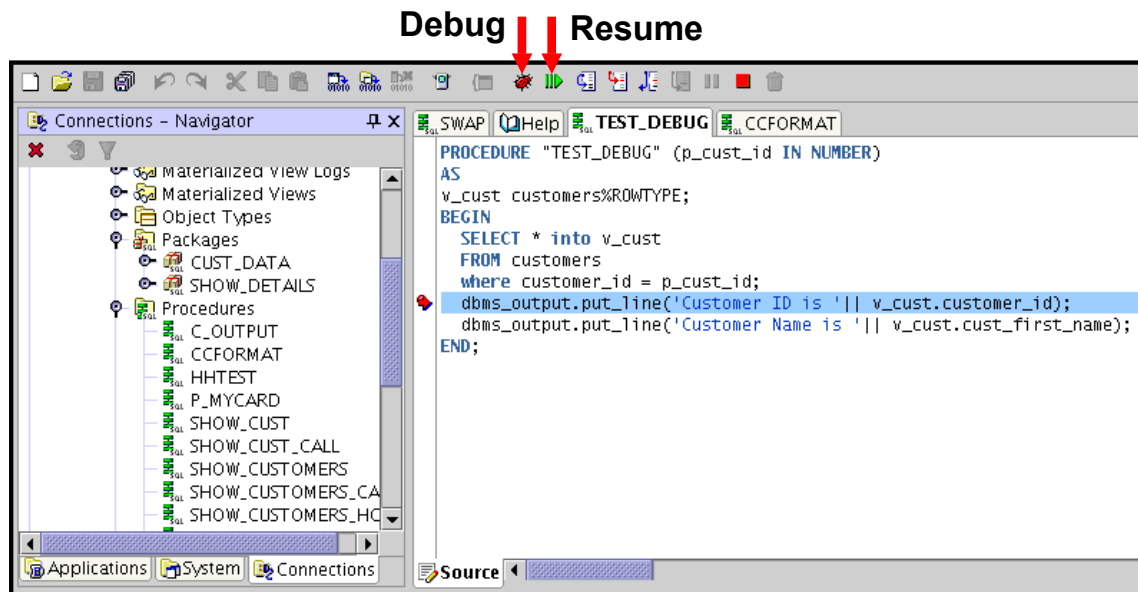 Debug Resume
Connections - Navigator
Materialized View Logs
Materialized Views
Object Types
Packages
CUST_DATA
SHOW_DETAILS
Procedures
C_OUTPUT
CCFORMAT
HHTEST
P_MYCARD
SHOW_CUST
SHOW_CUST_CALL
SHOW_CUSTOMERS
SHOW_CUSTOMERS_CA
SHOW_CUSTOMERS_HC
Applications System Connections
SWAP Help TEST_DEBUG CCFORMAT
PROCEDURE "TEST_DEBUG" (p_cust_id IN NUMBER)
AS
v_cust customers%ROWTYPE;
BEGIN
SELECT * into v_cust
FROM customers
where customer_id = p_cust_id;
dbms_output.put_line('Customer ID is '|| v_cust.customer_id);
dbms_output.put_line('Customer Name is '|| v_cust.cust_first_name);
END;
Source